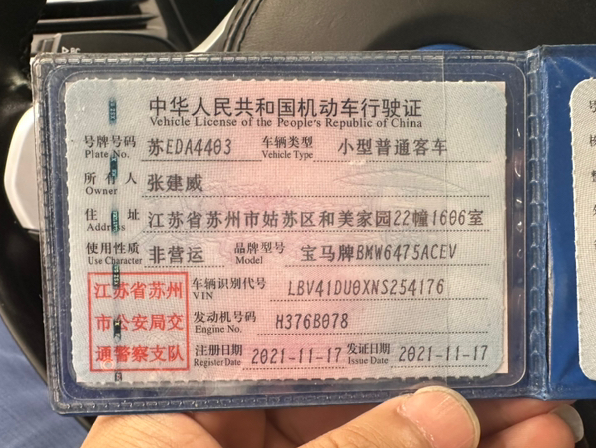 中华人民共和国机动车行驶证
Vehicle License of the People's Republic of China
号牌号码 苏EDA4403 车辆类型 小型普通客车
Plate No. Vehicle Type
所有人 张建威
Owner
住址 江苏省苏州市姑苏区和美家园22幢1606室
Address
使用性质 非营运 品牌型号 宝马牌BMW6475ACEV
Use Character Model
江苏省苏州
市公安局交
通警察支队
车辆识别代号 LBV41DU0XNS254176
VIN
发动机号码 H376B078
Engine No.
注册日期 2021-11-17 发证日期 2021-11-17
Register Date Issue Date